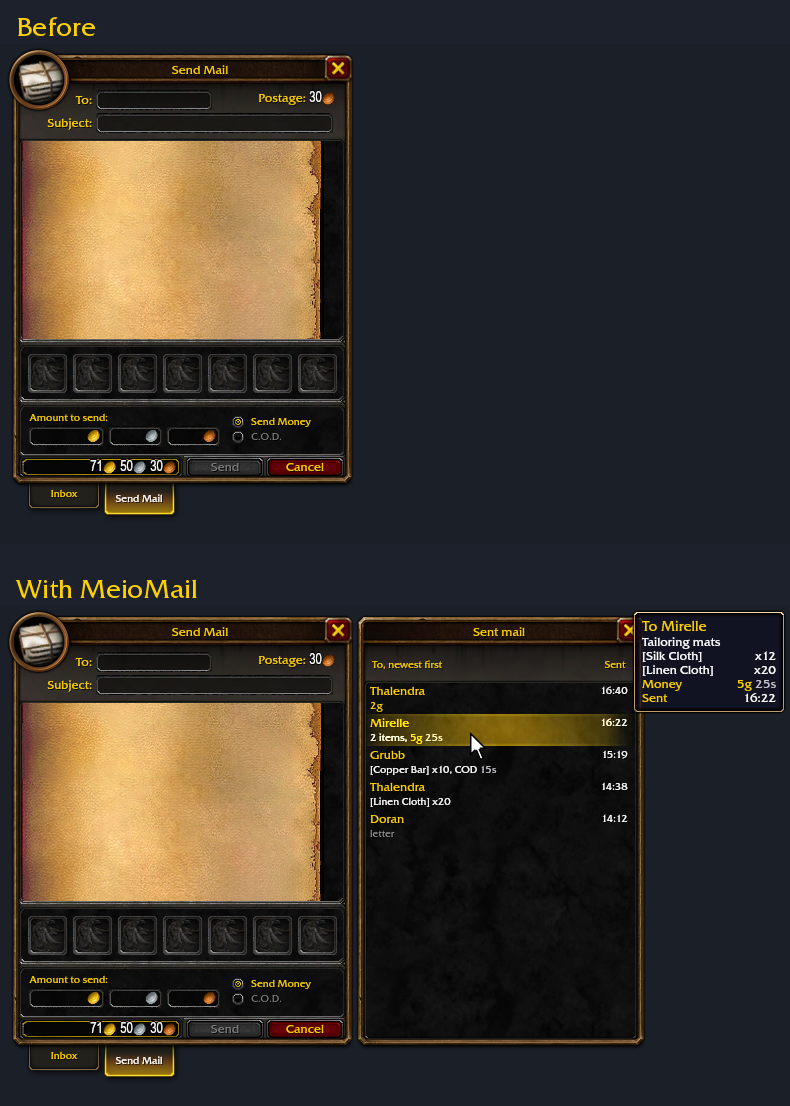 Before
Send Mail
To:
Postage: 30
Subject:
Amount to send:
Send Money
C.O.D.
71 50 30
Send
Cancel
Inbox
Send Mail
With MeioMail
Send Mail
To:
Postage: 30
Subject:
Amount to send:
Send Money
C.O.D.
71 50 30
Send
Cancel
Inbox
Send Mail
Sent mail
To, newest first
Sent
Thalendra 16:40
2g
Mirelle 16:22
2 items, 5g 25s
Grubb 15:19
[Copper Bar] x10, COD 15s
Thalendra 14:38
[Linen Cloth] x20
Doran 14:12
letter
To Mirelle
Tailoring mats
[Silk Cloth] x12
[Linen Cloth] x20
Money 5g 25s
Sent 16:22